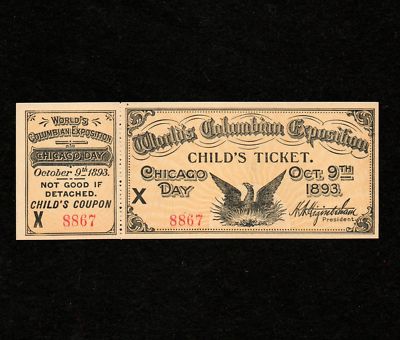 WORLD'S
COLUMBIAN EXPOSITION
CHICAGO DAY
October 9th 1893.
NOT GOOD IF
DETACHED.
CHILD'S COUPON
X 8867
World's Columbian Exposition
CHILD'S TICKET.
CHICAGO DAY
OCT. 9TH 1893.
X
8867
H. N. Higinbotham
President.